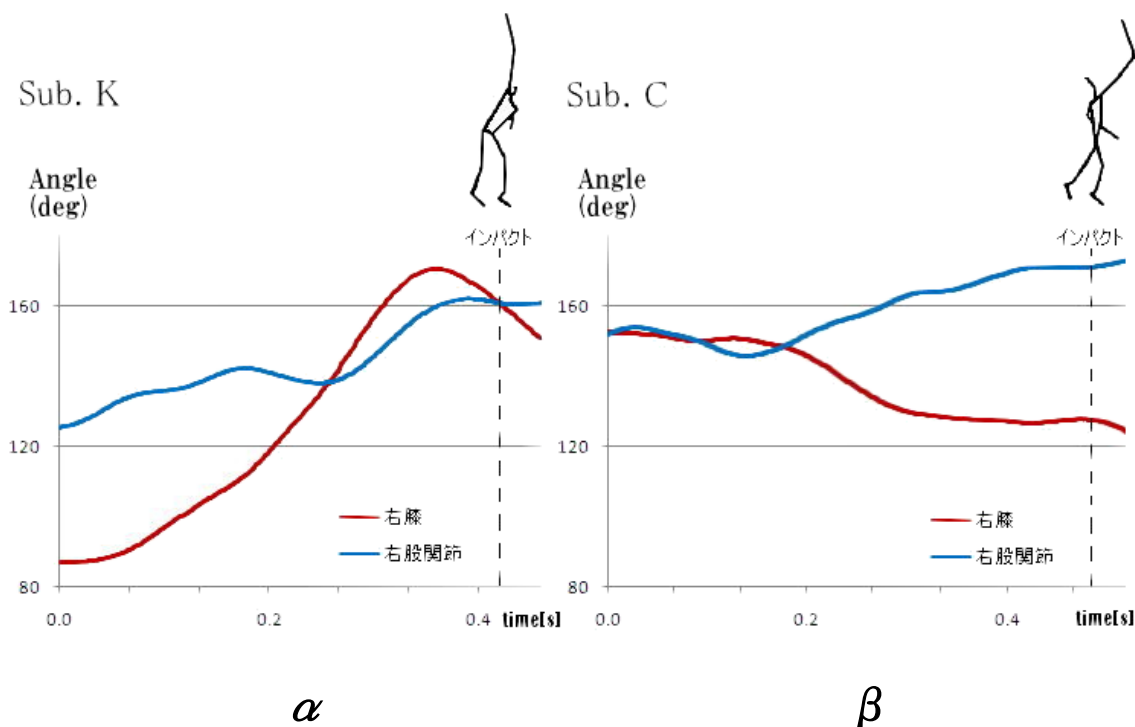 Sub. K
Angle
(deg)
インパクト
160
120
80
右膝
右股関節
0.0
0.2
0.4
time[s]
α
Sub. C
Angle
(deg)
インパクト
160
120
80
右膝
右股関節
0.0
0.2
0.4
time[s]
β